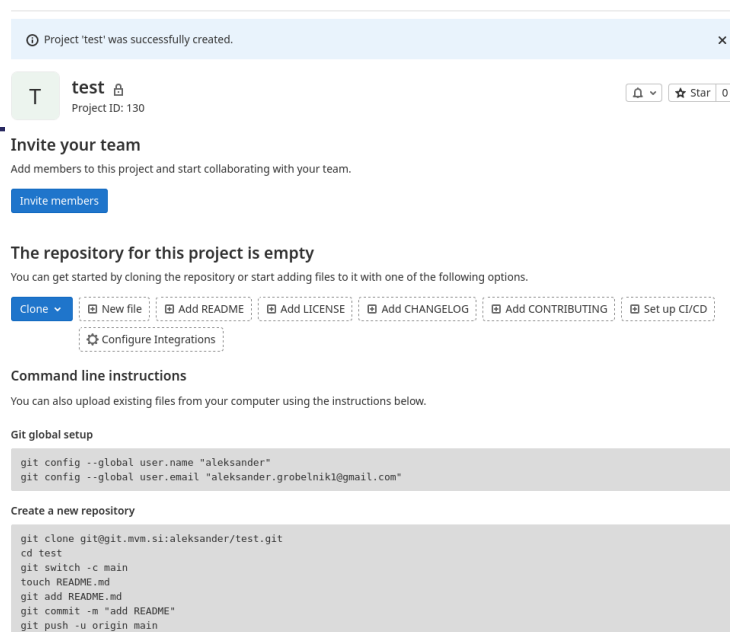 Project 'test' was successfully created.
T
test
Project ID: 130
Star
0
Invite your team
Add members to this project and start collaborating with your team.
Invite members
The repository for this project is empty
You can get started by cloning the repository or start adding files to it with one of the following options.
Clone
New file
Add README
Add LICENSE
Add CHANGELOG
Add CONTRIBUTING
Set up CI/CD
Configure Integrations
Command line instructions
You can also upload existing files from your computer using the instructions below.
Git global setup
git config --global user.name "aleksander"
git config --global user.email "aleksander.grobelnik1@gmail.com"
Create a new repository
git clone git@git.mvm.si:aleksander/test.git
cd test
git switch -c main
touch README.md
git add README.md
git commit -m "add README"
git push -u origin main